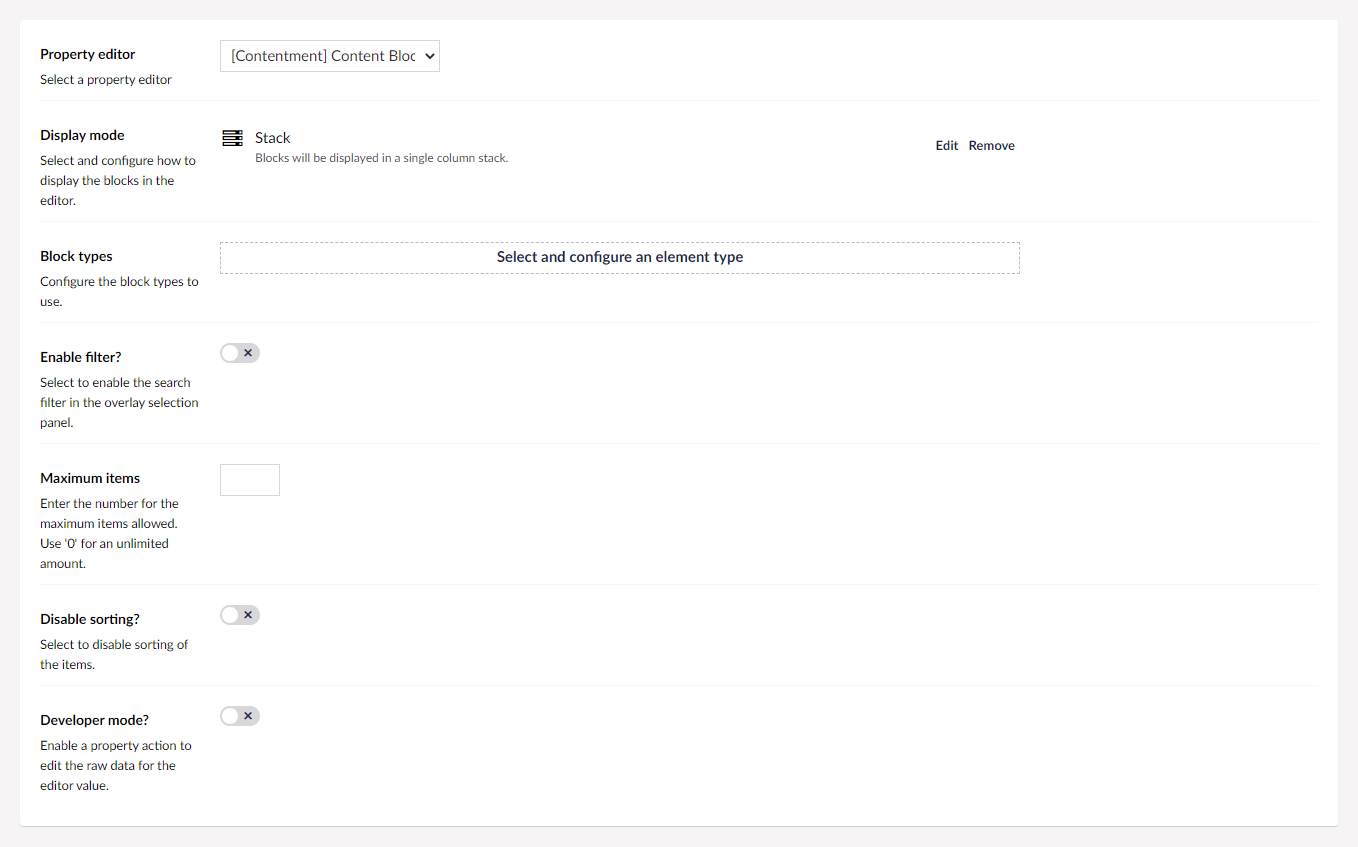 Property editor
[Contentment] Content Bloc
Select a property editor
Display mode
Stack
Blocks will be displayed in a single column stack.
Edit Remove
Select and configure how to
display the blocks in the
editor.
Block types
Select and configure an element type
Configure the block types to
use.
Enable filter?
Select to enable the search
filter in the overlay selection
panel.
Maximum items
Enter the number for the
maximum items allowed.
Use '0' for an unlimited
amount.
Disable sorting?
Select to disable sorting of
the items.
Developer mode?
Enable a property action to
edit the raw data for the
editor value.